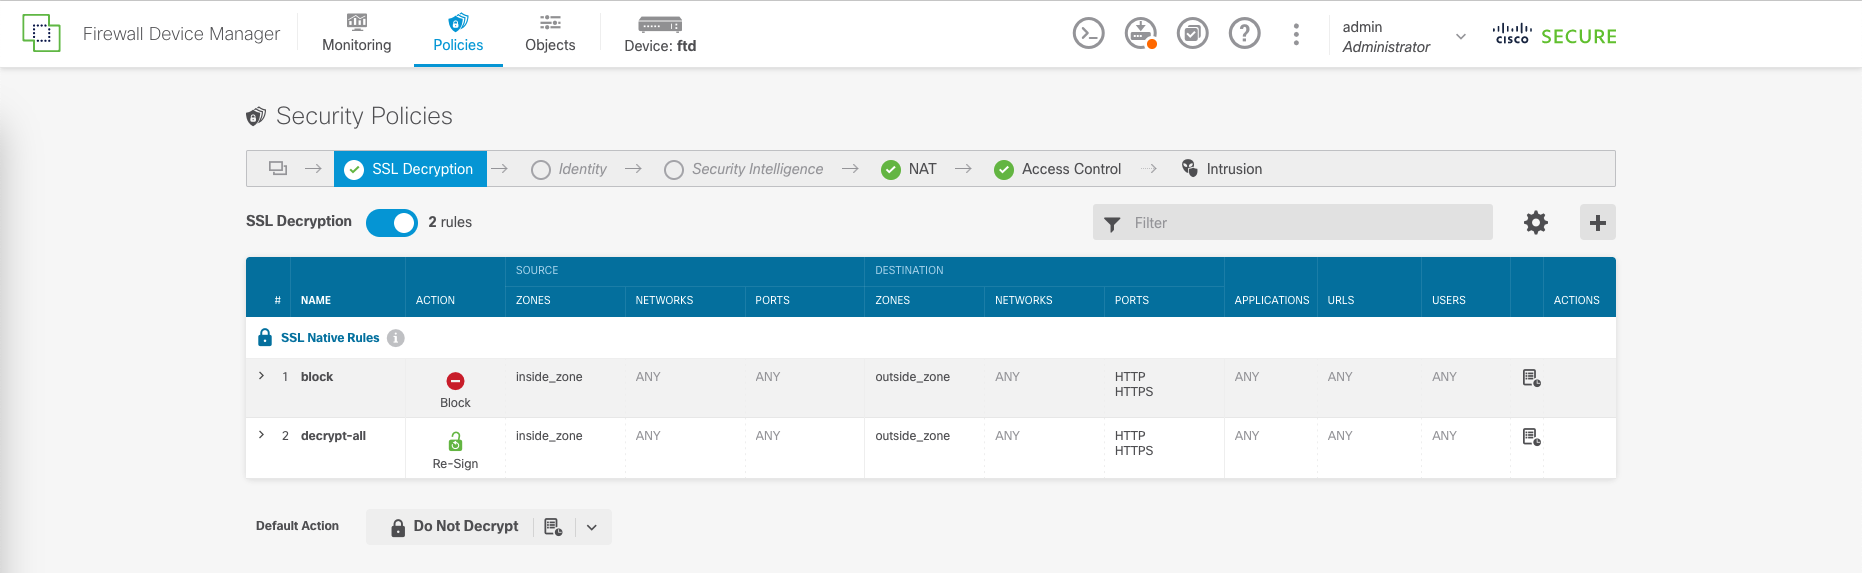 Firewall Device Manager
Monitoring
Policies
Objects
Device: ftd
admin
Administrator
CISCO SECURE
Security Policies
SSL Decryption
Identity
Security Intelligence
NAT
Access Control
Intrusion
SSL Decryption
2 rules
Filter
SOURCE
DESTINATION
# NAME ACTION ZONES NETWORKS PORTS ZONES NETWORKS PORTS APPLICATIONS URLS USERS ACTIONS
SSL Native Rules
1 block Block inside_zone ANY ANY outside_zone ANY HTTP HTTPS ANY ANY ANY
2 decrypt-all Re-Sign inside_zone ANY ANY outside_zone ANY HTTP HTTPS ANY ANY ANY
Default Action
Do Not Decrypt